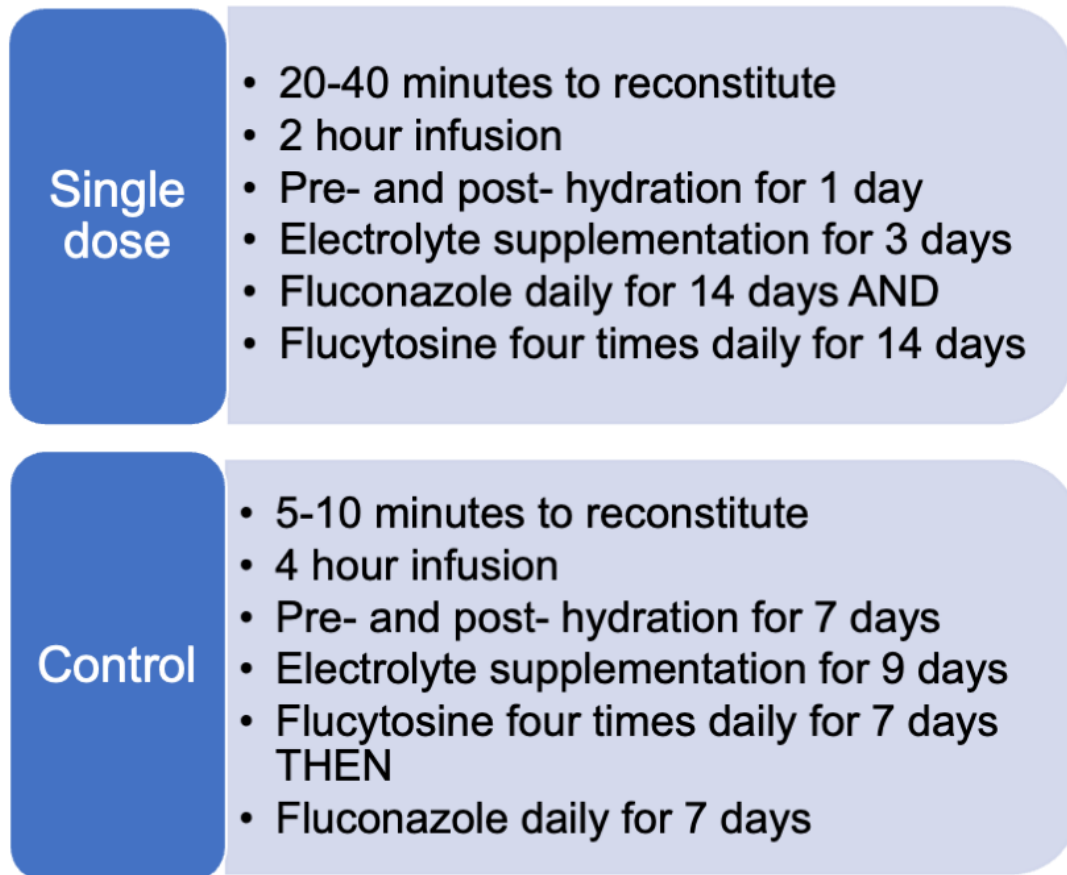 Single
dose
• 20-40 minutes to reconstitute
• 2 hour infusion
• Pre- and post- hydration for 1 day
• Electrolyte supplementation for 3 days
• Fluconazole daily for 14 days AND
• Flucytosine four times daily for 14 days
Control
• 5-10 minutes to reconstitute
• 4 hour infusion
• Pre- and post- hydration for 7 days
• Electrolyte supplementation for 9 days
• Flucytosine four times daily for 7 days
THEN
• Fluconazole daily for 7 days